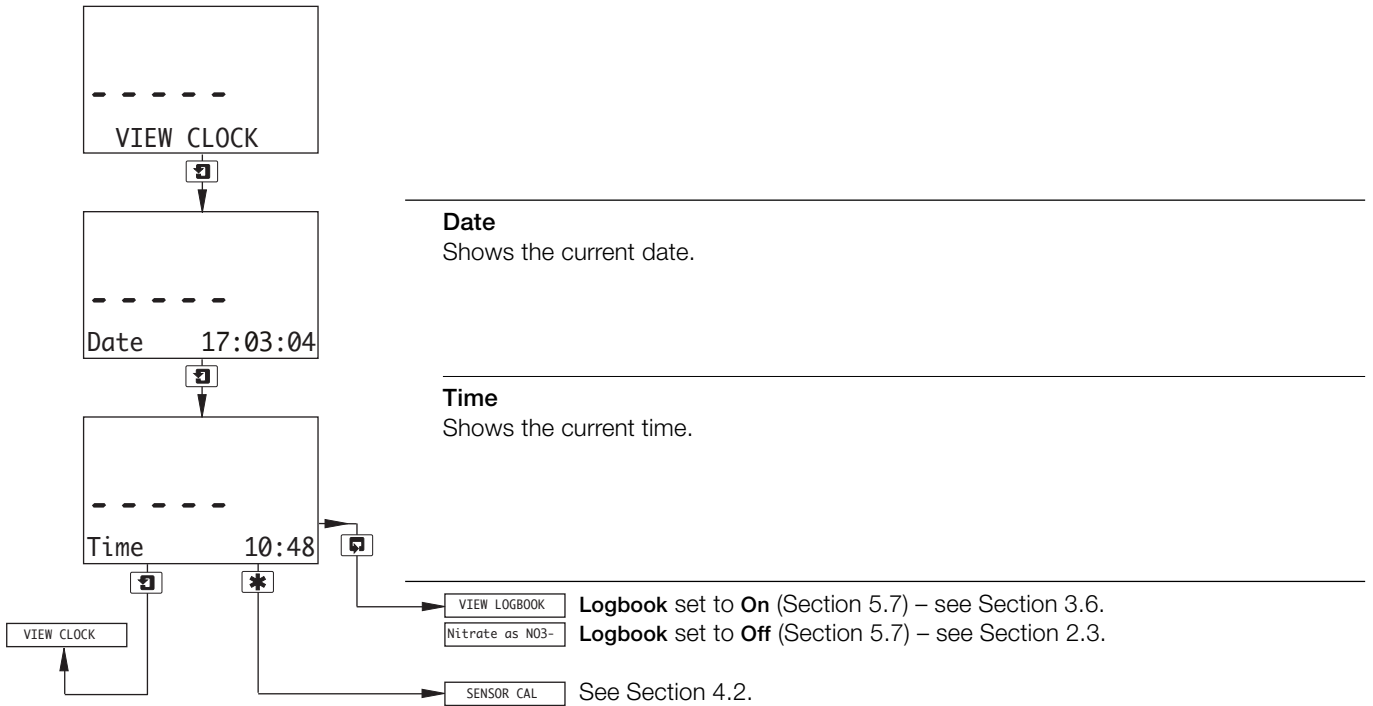 VIEW CLOCK
Date
Shows the current date.
Date 17:03:04
Time
Shows the current time.
Time 10:48
VIEW LOGBOOK Logbook set to On (Section 5.7) – see Section 3.6.
Nitrate as NO3- Logbook set to Off (Section 5.7) – see Section 2.3.
VIEW CLOCK
SENSOR CAL See Section 4.2.